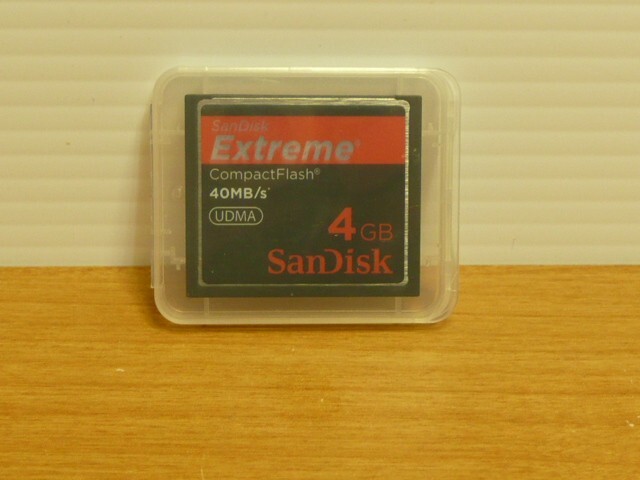 SanDisk
Extreme®
CompactFlash®
40MB/s*
UDMA
4GB
SanDisk